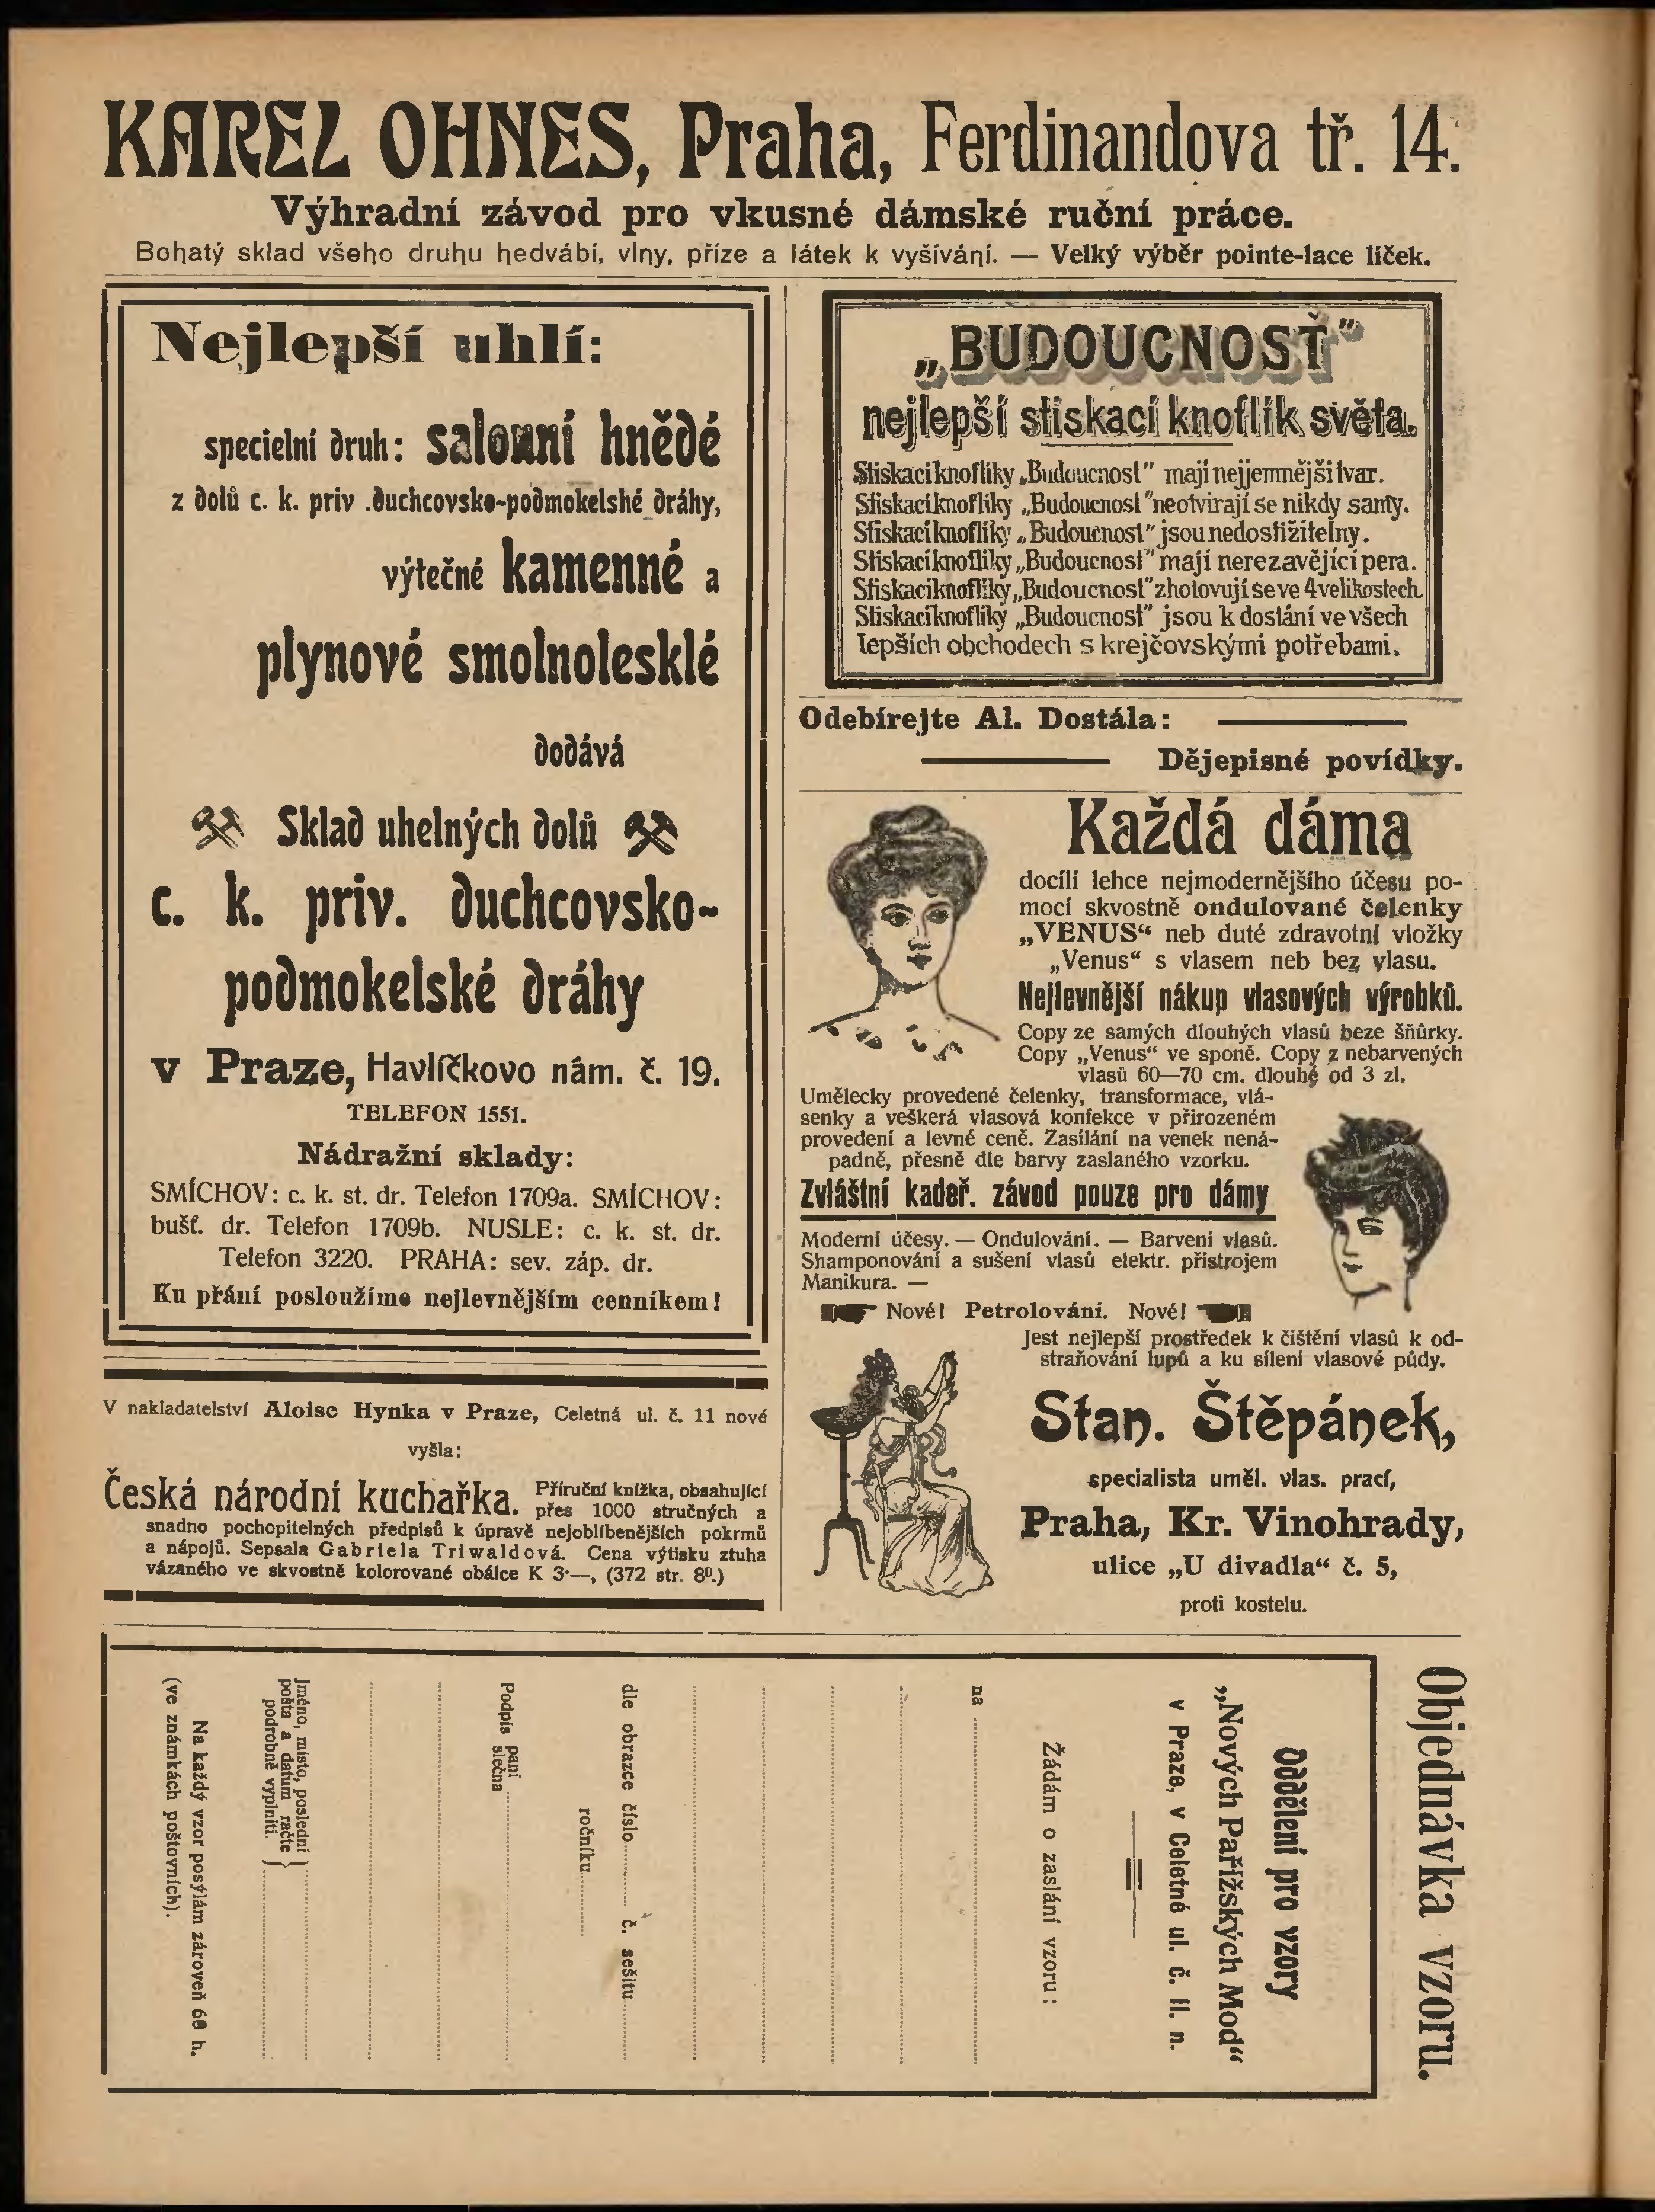 KAREL OHNES, Praha, Ferdinandova tř. 14.
Výhradní závod pro vkusné dámské ruční práce.
Bohatý sklad všeho druhu hedvábí, vlny, příze a látek k vyšívání. — Velký výběr pointe-lace líček.
Nejlepší uhlí:
specielní druh: salonní hnědé
z dolů c. k. priv .duchcovsko-podmokelshé dráhy,
výtečné kamenné a
plynové smolnolesklé
dodává
Sklad uhelných dolů
c. k. priv. duchcovsko-
podmokelské dráhy
v Praze, Havlíčkovo nám. č. 19.
TELEFON 1551.
Nádražní sklady:
SMÍCHOV: c. k. st. dr. Telefon 1709a. SMÍCHOV:
bušť. dr. Telefon 1709b. NUSLE: c. k. st. dr.
Telefon 3220. PRAHA: sev. záp. dr.
Ku přání posloužíme nejlevnějším cenníkem!
V nakladatelství Aloise Hynka v Praze, Celetná ul. č. 11 nové
vyšla:
Česká národní kuchařka. Příruční knížka, obsahující
přes 1000 stručných a
snadno pochopitelných předpisů k úpravě nejoblíbenějších pokrmů
a nápojů. Sepsala Gabriela Triwaldová. Cena výtisku ztuha
vázaného ve skvostně kolorované obálce K 3·—, (372 str. 8⁰.)
„BUDOUCNOSŤ"
nejlepší stiskací knoflík světa.
Stiskací knoflíky „Budoucnost" mají nejjemnější tvar.
Stiskací knoflíky „Budoucnost" neotvírají se nikdy samy.
Stiskací knoflíky „Budoucnost" jsou nedostižitelny.
Stiskací knoflíky „Budoucnost" mají nerezavějící pera.
Stiskací knoflíky „Budoucnost" zhotovují se ve 4 velikostech.
Stiskací knoflíky „Budoucnost" jsou k dostání ve všech
lepších obchodech s krejčovskými potřebami.
Odebírejte Al. Dostála:
Dějepisné povídky.
Každá dáma
docílí lehce nejmodernějšího účesu po-
mocí skvostně ondulované čelenky
„VENUS“ neb duté zdravotní vložky
„Venus“ s vlasem neb bez vlasu.
Nejlevnější nákup vlasových výrobků.
Copy ze samých dlouhých vlasů beze šňůrky.
Copy „Venus“ ve sponě. Copy z nebarvených
vlasů 60—70 cm. dlouhé od 3 zl.
Umělecky provedené čelenky, transformace, vlá-
senky a veškerá vlasová konfekce v přirozeném
provedení a levné ceně. Zasílání na venek nená-
padně, přesně dle barvy zaslaného vzorku.
Zvláštní kadeř. závod pouze pro dámy
Moderní účesy. — Ondulování. — Barvení vlasů.
Shamponování a sušení vlasů elektr. přístrojem
Manikura. —
Nové! Petrolování. Nové!
Jest nejlepší prostředek k čištění vlasů k od-
straňování lupů a ku sílení vlasové půdy.
Stan. Štěpánek,
specialista uměl. vlas. prací,
Praha, Kr. Vinohrady,
ulice „U divadla“ č. 5,
proti kostelu.
Objednávka vzoru.
Oddělení pro vzory
„Nových Pařížských Mod“
v Praze, v Celetné ul. č. 11. n.
Žádám o zaslání vzoru:
na
dle obrazce číslo č. sešitu
ročníku
Podpis paní
slečna
Jméno, místo, poslední
pošta a datum račte
podrobně vyplniti.
Na každý vzor posýlám zároveň 60 h.
(ve známkách poštovních).